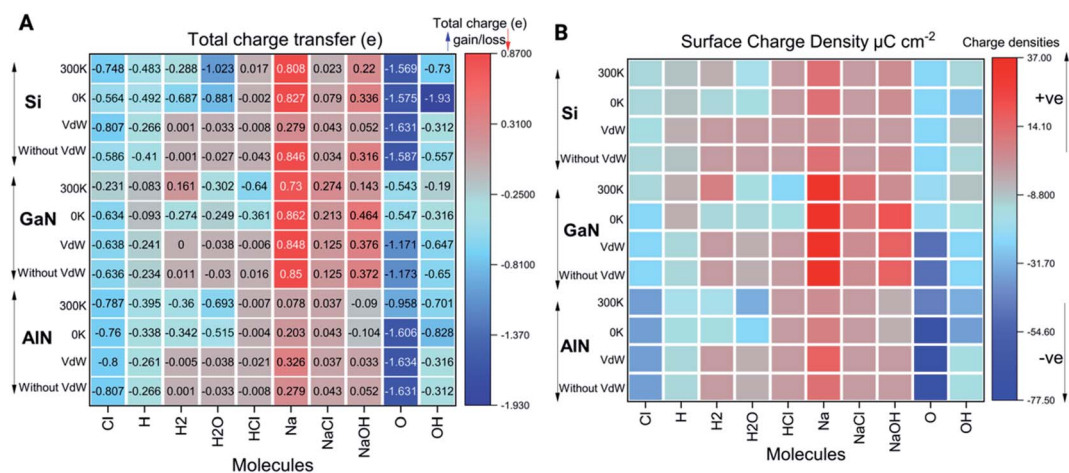 A
Total charge transfer (e)
Total charge (e)
gain/loss
Si
300K -0.748 -0.483 -0.288 -1.023 0.017 0.808 0.023 0.22 -1.569 -0.73
0K -0.564 -0.492 -0.687 -0.881 -0.002 0.827 0.079 0.336 -1.575 -1.93
VdW -0.807 -0.266 0.001 -0.033 -0.008 0.279 0.043 0.052 -1.631 -0.312
Without VdW -0.586 -0.41 -0.001 -0.027 -0.043 0.846 0.034 0.316 -1.587 -0.557
GaN
300K -0.231 -0.083 0.161 -0.302 -0.64 0.73 0.274 0.143 -0.543 -0.19
0K -0.634 -0.093 -0.274 -0.249 -0.361 0.862 0.213 0.464 -0.547 -0.316
VdW -0.638 -0.241 0 -0.038 -0.006 0.848 0.125 0.376 -1.171 -0.647
Without VdW -0.636 -0.234 0.011 -0.03 0.016 0.85 0.125 0.372 -1.173 -0.65
AlN
300K -0.787 -0.395 -0.36 -0.693 -0.007 0.078 0.037 -0.09 -0.958 -0.701
0K -0.76 -0.338 -0.342 -0.515 -0.004 0.203 0.043 -0.104 -1.606 -0.828
VdW -0.8 -0.261 -0.005 -0.038 -0.021 0.326 0.037 0.033 -1.634 -0.316
Without VdW -0.807 -0.266 0.001 -0.033 -0.008 0.279 0.043 0.052 -1.631 -0.312
Cl H H2 H2O HCl Na NaCl NaOH O OH
Molecules
0.8700
0.3100
-0.2500
-0.8100
-1.370
-1.930
B
Surface Charge Density µC cm-2
Charge densities
Si
300K
0K
VdW
Without VdW
GaN
300K
0K
VdW
Without VdW
AlN
300K
0K
VdW
Without VdW
Cl H H2 H2O HCl Na NaCl NaOH O OH
Molecules
37.00
14.10
-8.800
-31.70
-54.60
-77.50
+ve
-ve